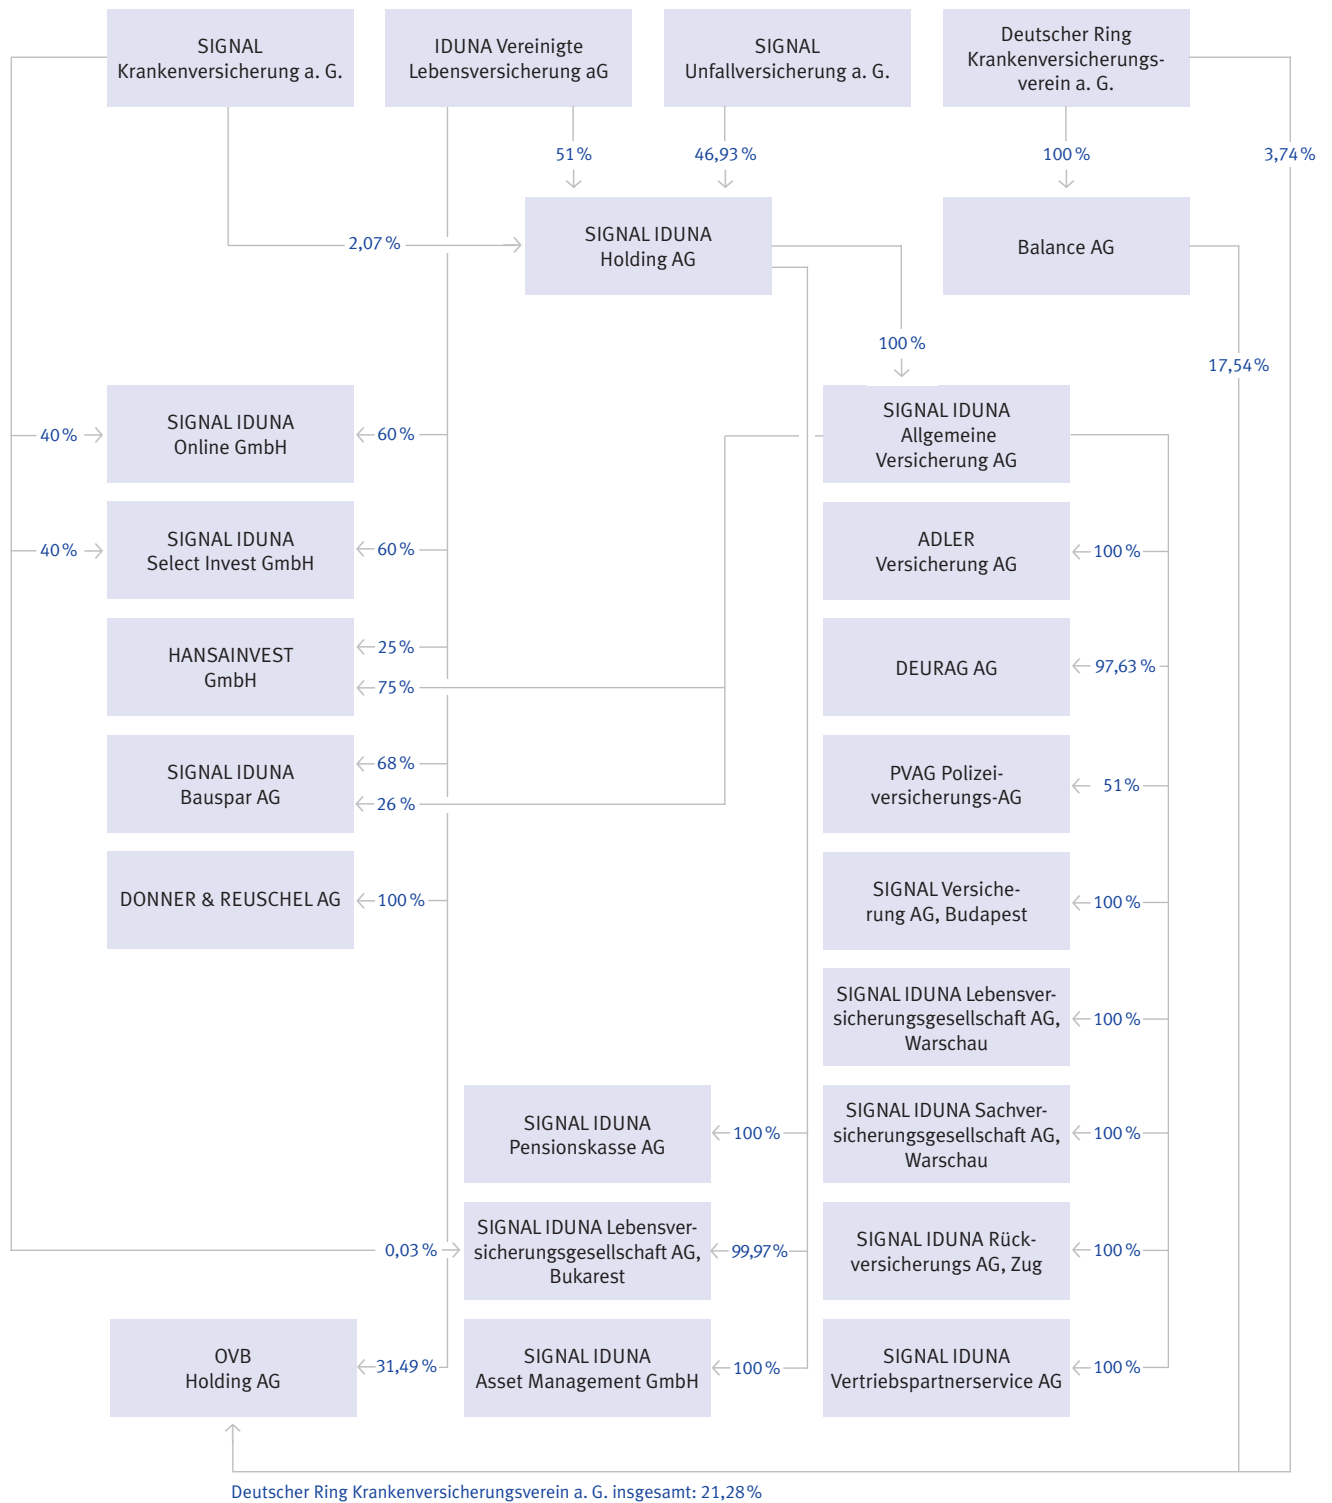 SIGNAL
Krankenversicherung a. G.
IDUNA Vereinigte
Lebensversicherung aG
SIGNAL
Unfallversicherung a. G.
Deutscher Ring
Krankenversicherungs-
verein a. G.
51 %
46,93 %
100 %
3,74 %
2,07 %
SIGNAL IDUNA
Holding AG
Balance AG
100 %
17,54 %
40 %
SIGNAL IDUNA
Online GmbH
60 %
SIGNAL IDUNA
Allgemeine
Versicherung AG
40 %
SIGNAL IDUNA
Select Invest GmbH
60 %
ADLER
Versicherung AG
100 %
HANSAINVEST
GmbH
25 %
75 %
DEURAG AG
97,63 %
SIGNAL IDUNA
Bauspar AG
68 %
26 %
PVAG Polizei-
versicherungs-AG
51 %
DONNER & REUSCHEL AG
100 %
SIGNAL Versiche-
rung AG, Budapest
100 %
SIGNAL IDUNA Lebensver-
sicherungsgesellschaft AG,
Warschau
100 %
SIGNAL IDUNA
Pensionskasse AG
100 %
SIGNAL IDUNA Sachver-
sicherungsgesellschaft AG,
Warschau
100 %
0,03 %
SIGNAL IDUNA Lebensver-
sicherungsgesellschaft AG,
Bukarest
99,97%
SIGNAL IDUNA Rück-
versicherungs AG, Zug
100 %
OVB
Holding AG
31,49 %
SIGNAL IDUNA
Asset Management GmbH
100 %
SIGNAL IDUNA
Vertriebspartnerservice AG
100 %
Deutscher Ring Krankenversicherungsverein a. G. insgesamt: 21,28 %